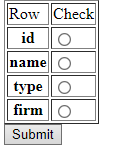 Row Check
id
name
type
firm
Submit